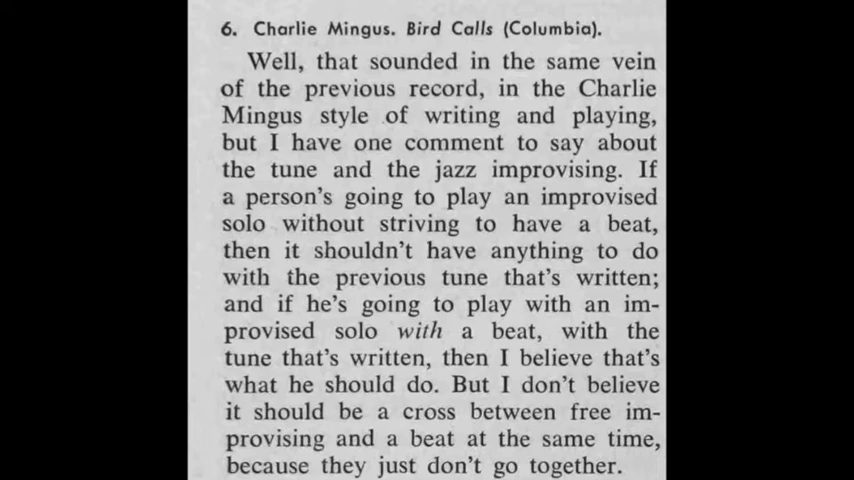 6. Charlie Mingus. Bird Calls (Columbia).
Well, that sounded in the same vein
of the previous record, in the Charlie
Mingus style of writing and playing,
but I have one comment to say about
the tune and the jazz improvising. If
a person's going to play an improvised
solo without striving to have a beat,
then it shouldn't have anything to do
with the previous tune that's written;
and if he's going to play with an im-
provised solo with a beat, with the
tune that's written, then I believe that's
what he should do. But I don't believe
it should be a cross between free im-
provising and a beat at the same time,
because they just don't go together.